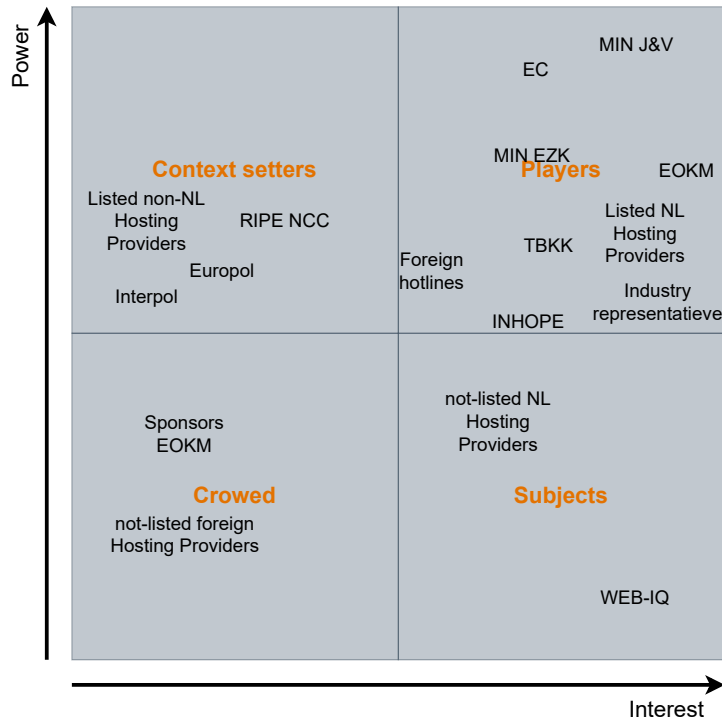 Power
MIN J&V
EC
MIN EZK
Context setters
Players
EOKM
Listed non-NL
Hosting
Providers
RIPE NCC
Listed NL
Hosting
Providers
TBKK
Foreign
hotlines
Europol
Interpol
Industry
representatieve
INHOPE
not-listed NL
Hosting
Providers
Sponsors
EOKM
Crowed
Subjects
not-listed foreign
Hosting Providers
WEB-IQ
Interest